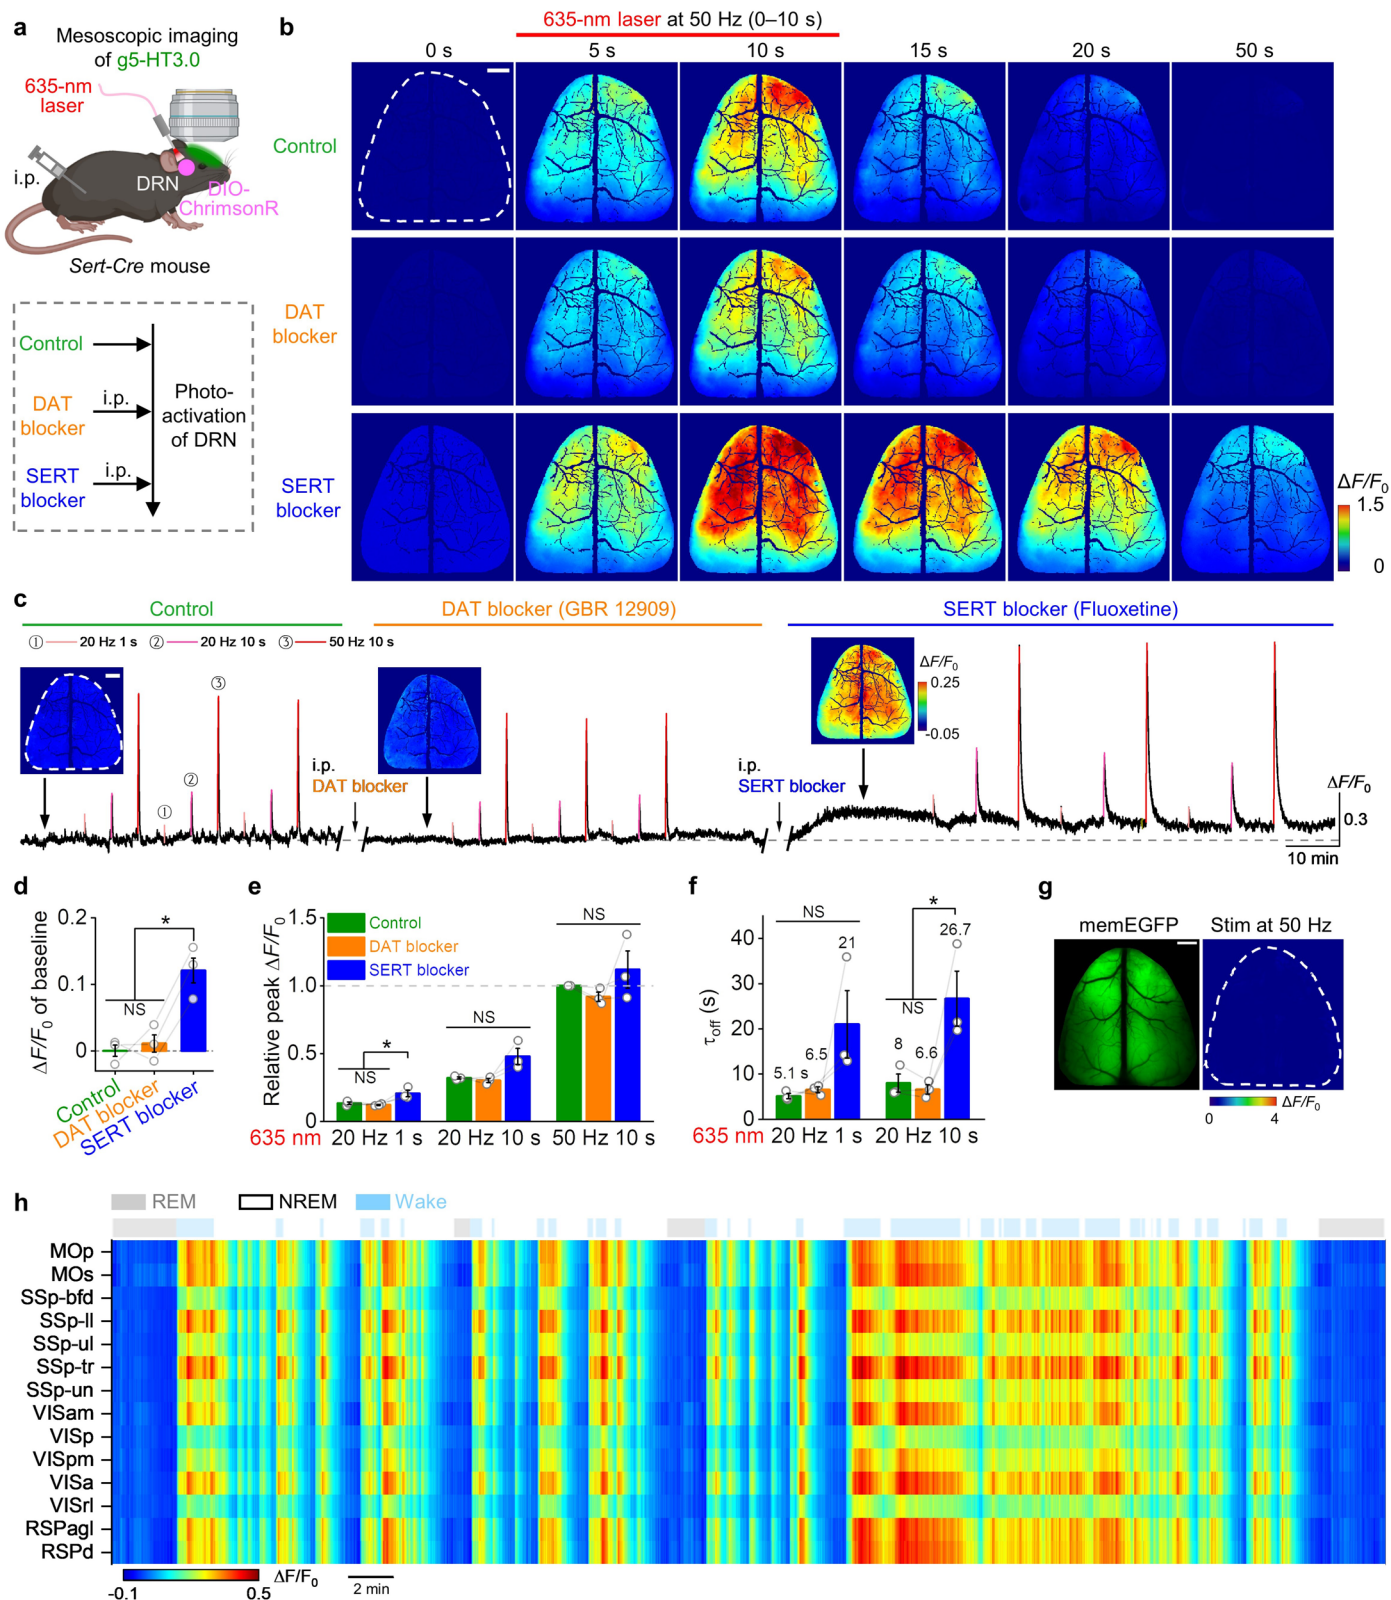 a
Mesoscopic imaging
of g5-HT3.0
635-nm
laser
i.p.
DRN
DIO-
ChrimsonR
Sert-Cre mouse
Control
DAT
blocker
i.p.
SERT
blocker
i.p.
Photo-
activation
of DRN
b
635-nm laser at 50 Hz (0–10 s)
0 s 5 s 10 s 15 s 20 s 50 s
Control
DAT
blocker
SERT
blocker
ΔF/F0
1.5
0
c
Control DAT blocker (GBR 12909) SERT blocker (Fluoxetine)
① 20 Hz 1 s ② 20 Hz 10 s ③ 50 Hz 10 s
①
②
③
i.p.
DAT blocker
i.p.
SERT blocker
ΔF/F0
0.25
-0.05
ΔF/F0
0.3
10 min
d
ΔF/F0 of baseline
0.2
0.1
0
NS
*
Control
DAT blocker
SERT blocker
e
Relative peak ΔF/F0
1.5
1.0
0.5
0
Control
DAT blocker
SERT blocker
NS
*
NS
NS
635 nm 20 Hz 1 s 20 Hz 10 s 50 Hz 10 s
f
τoff (s)
40
30
20
10
0
NS
5.1 s
6.5
21
*
NS
8
6.6
26.7
635 nm 20 Hz 1 s 20 Hz 10 s
g
memEGFP Stim at 50 Hz
0 4 ΔF/F0
h
REM NREM Wake
MOp
MOs
SSp-bfd
SSp-ll
SSp-ul
SSp-tr
SSp-un
VISam
VISp
VISpm
VISa
VISrl
RSPagl
RSPd
-0.1 0.5 ΔF/F0
2 min